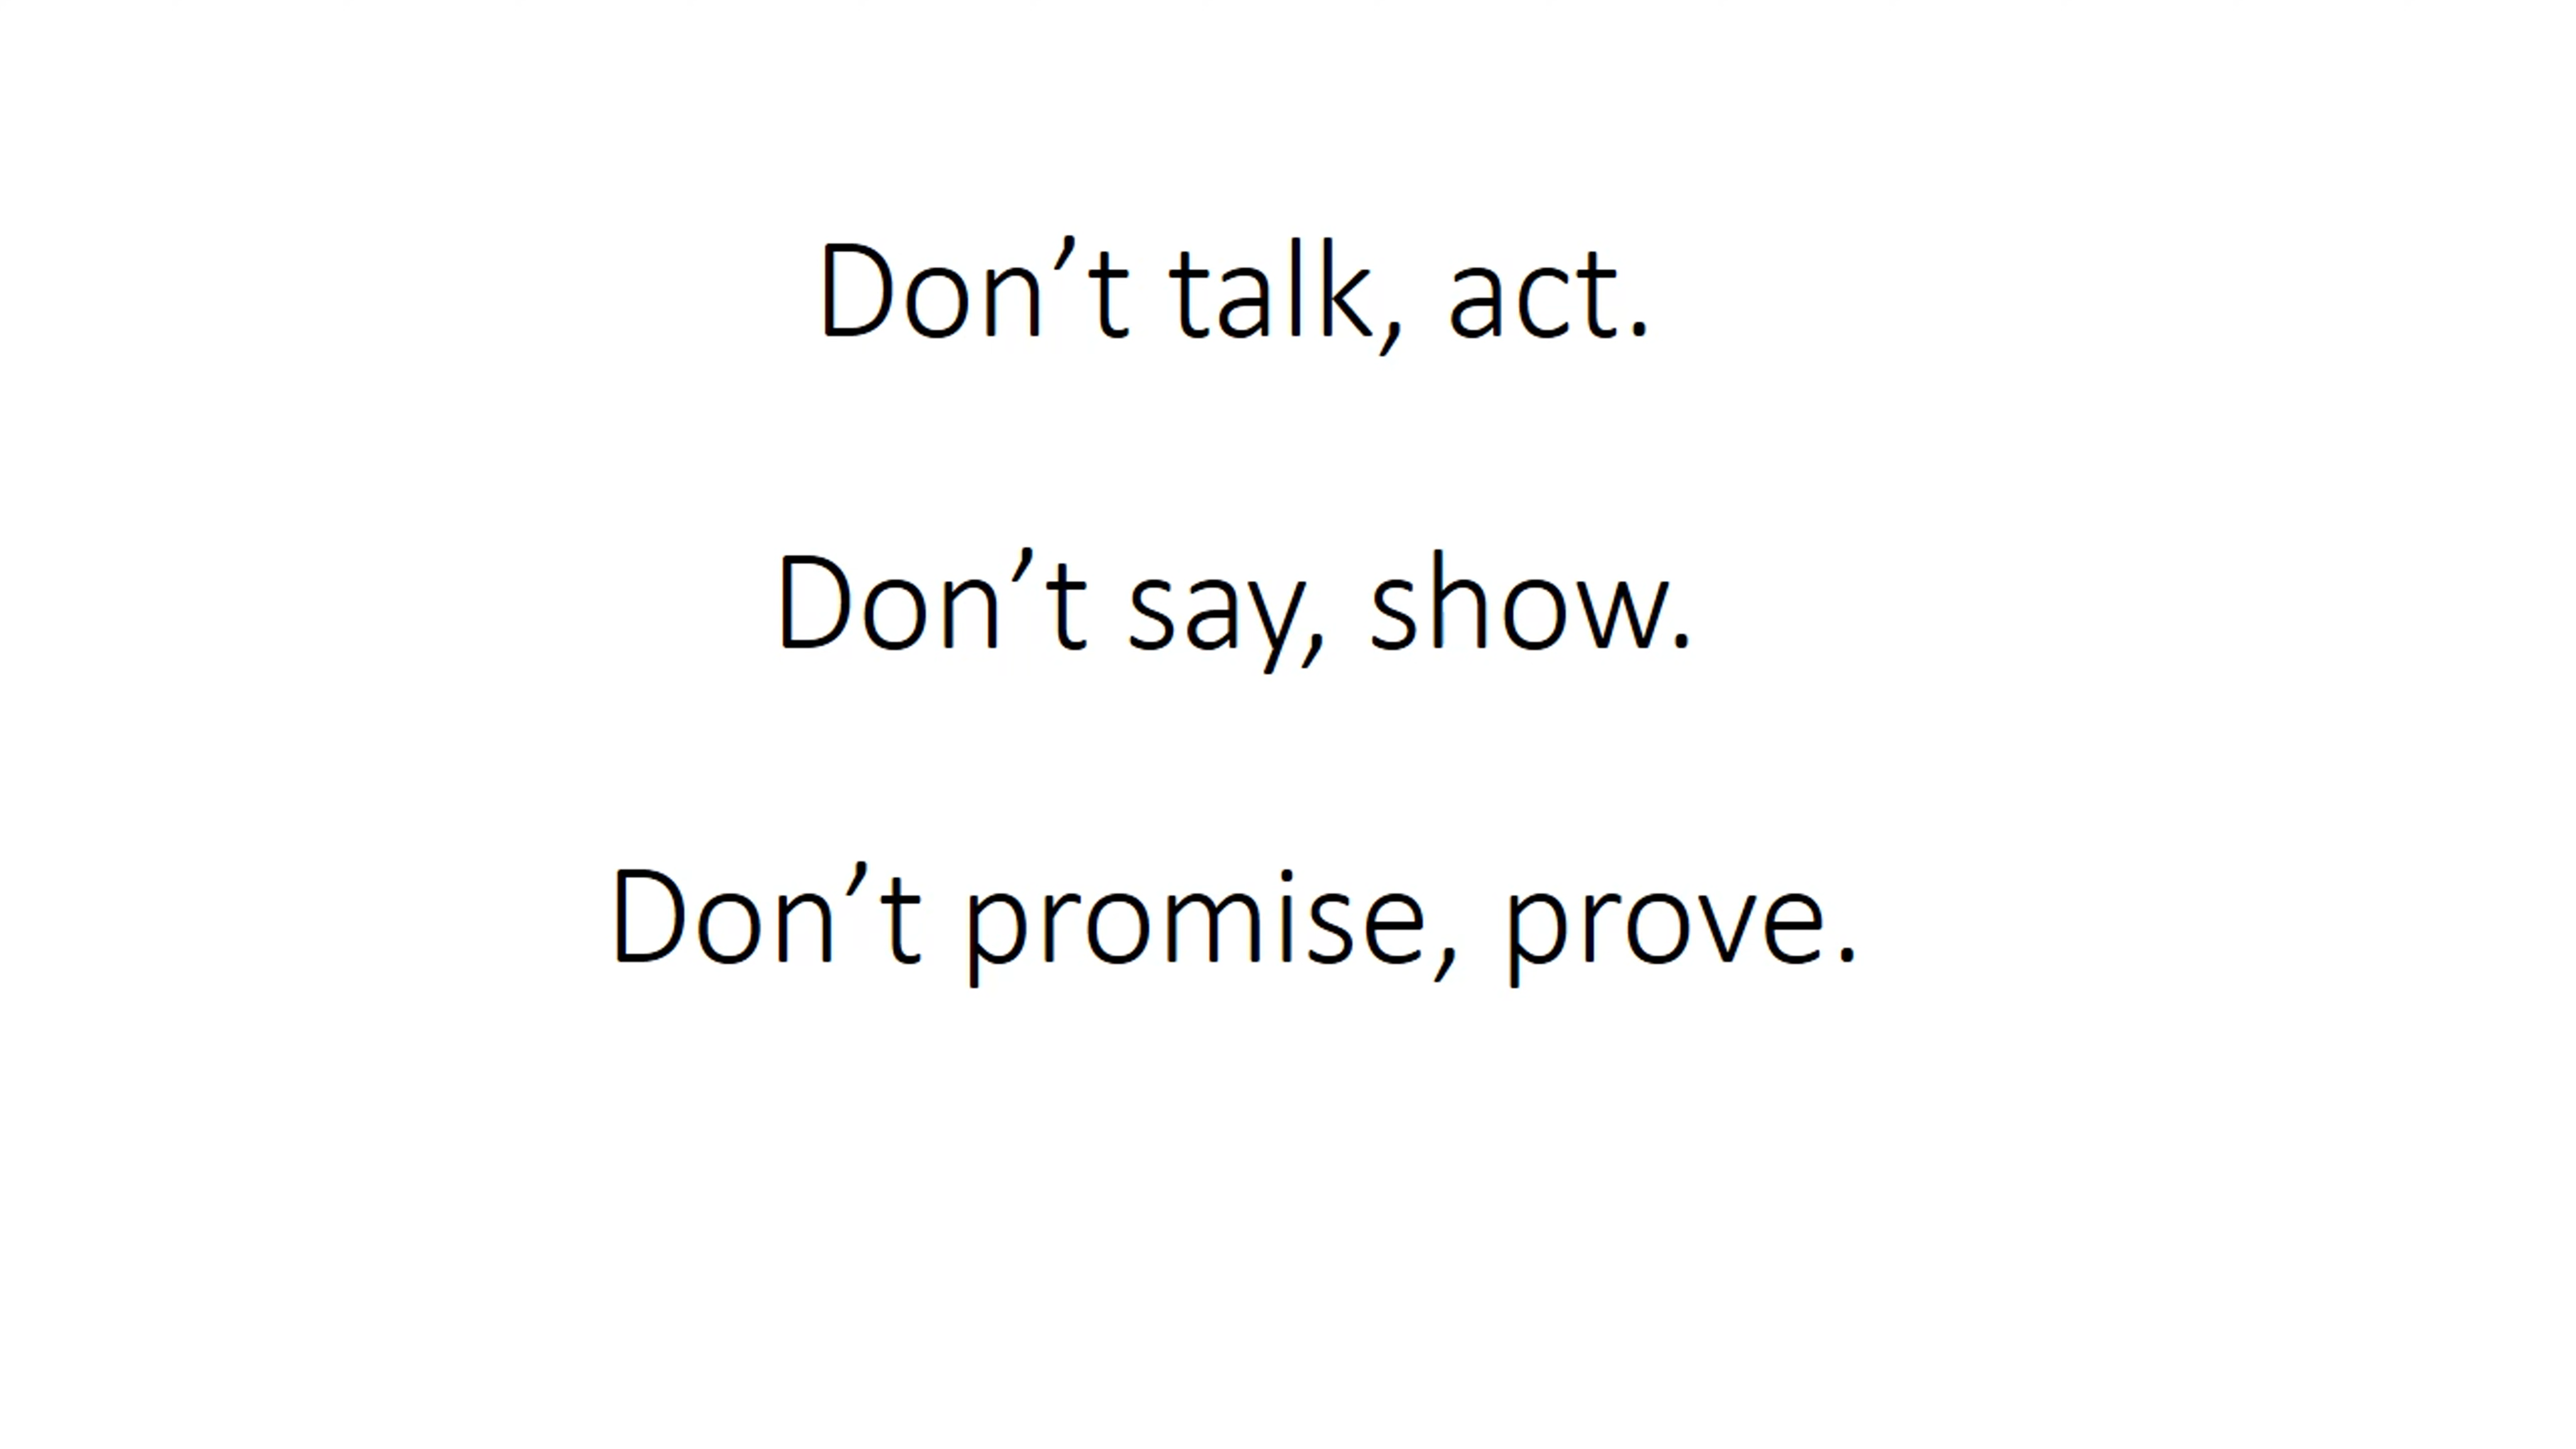 Don’t talk, act.
Don’t say, show.
Don’t promise, prove.